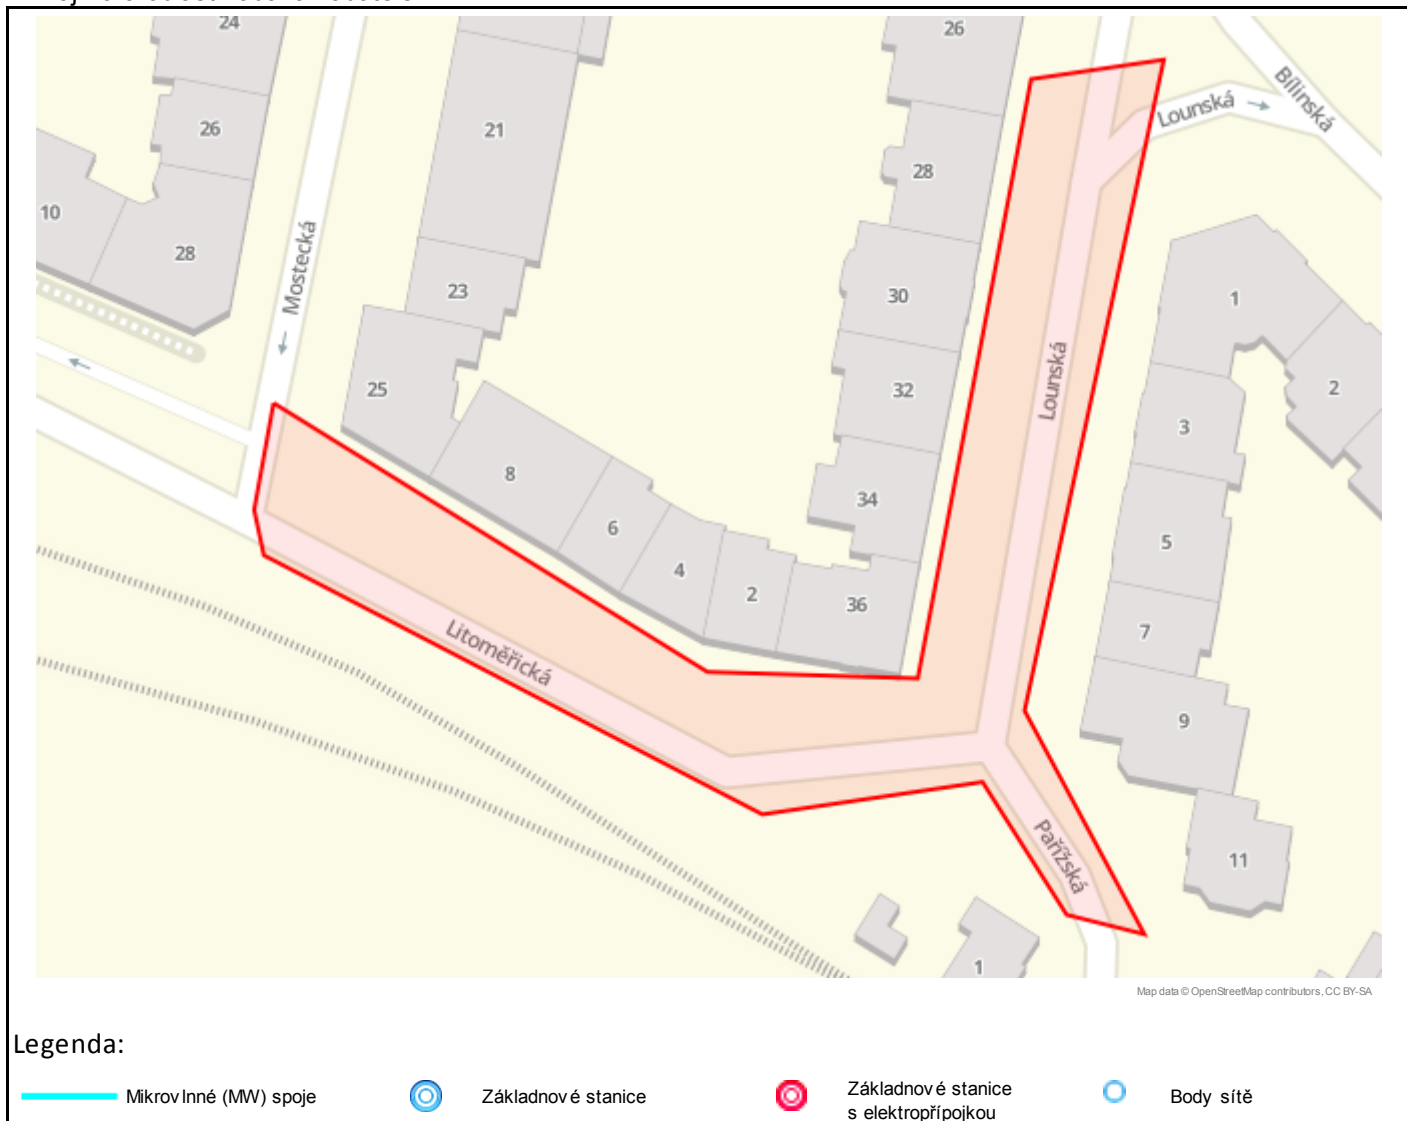 24
26
26
21
Bílinská
Lounská
28
10
28
Mostecká
23
30
1
25
32
Lounská
2
3
8
34
6
5
4
2
36
7
Litoměřická
9
Pařížská
11
1
Map data © OpenStreetMap contributors, CC BY-SA
Legenda:
Mikrovlnné (MW) spoje
Základnové stanice
Základnové stanice
s elektropřípojkou
Body sítě